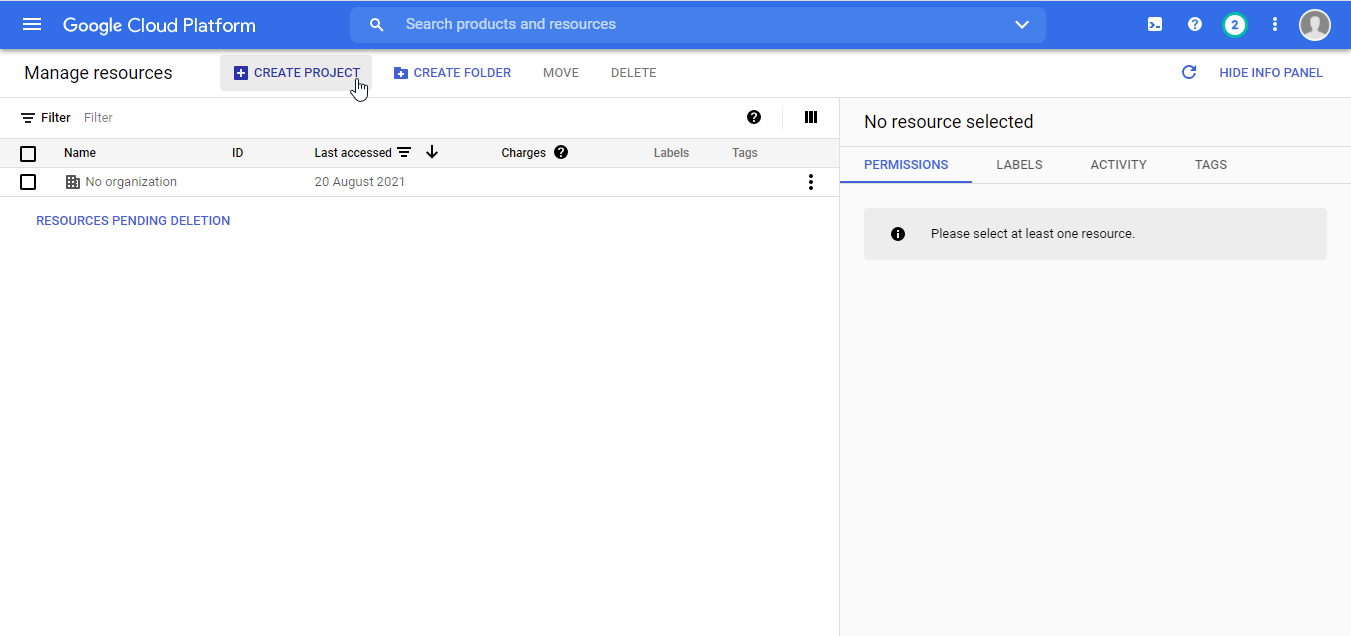 Google Cloud Platform
Search products and resources
2
Manage resources
CREATE PROJECT
CREATE FOLDER
MOVE
DELETE
HIDE INFO PANEL
Filter Filter
Name ID Last accessed Charges Labels Tags
No organization 20 August 2021
RESOURCES PENDING DELETION
No resource selected
PERMISSIONS LABELS ACTIVITY TAGS
Please select at least one resource.